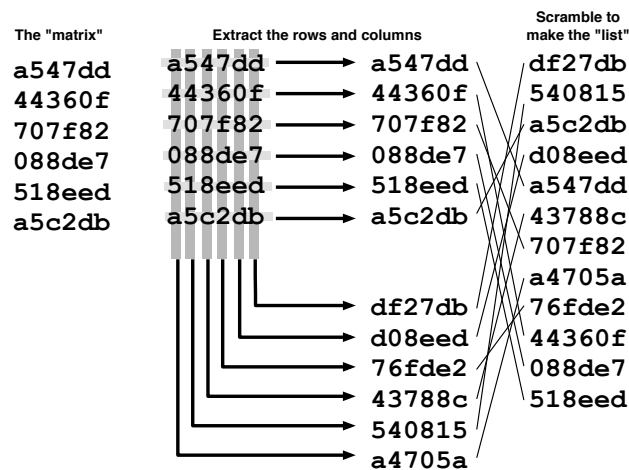 The "matrix"
a547dd
44360f
707f82
088de7
518eed
a5c2db
Extract the rows and columns
a547dd
44360f
707f82
088de7
518eed
a5c2db
a547dd
44360f
707f82
088de7
518eed
a5c2db
df27db
d08eed
76fde2
43788c
540815
a4705a
Scramble to
make the "list"
df27db
540815
a5c2db
d08eed
a547dd
43788c
707f82
a4705a
76fde2
44360f
088de7
518eed